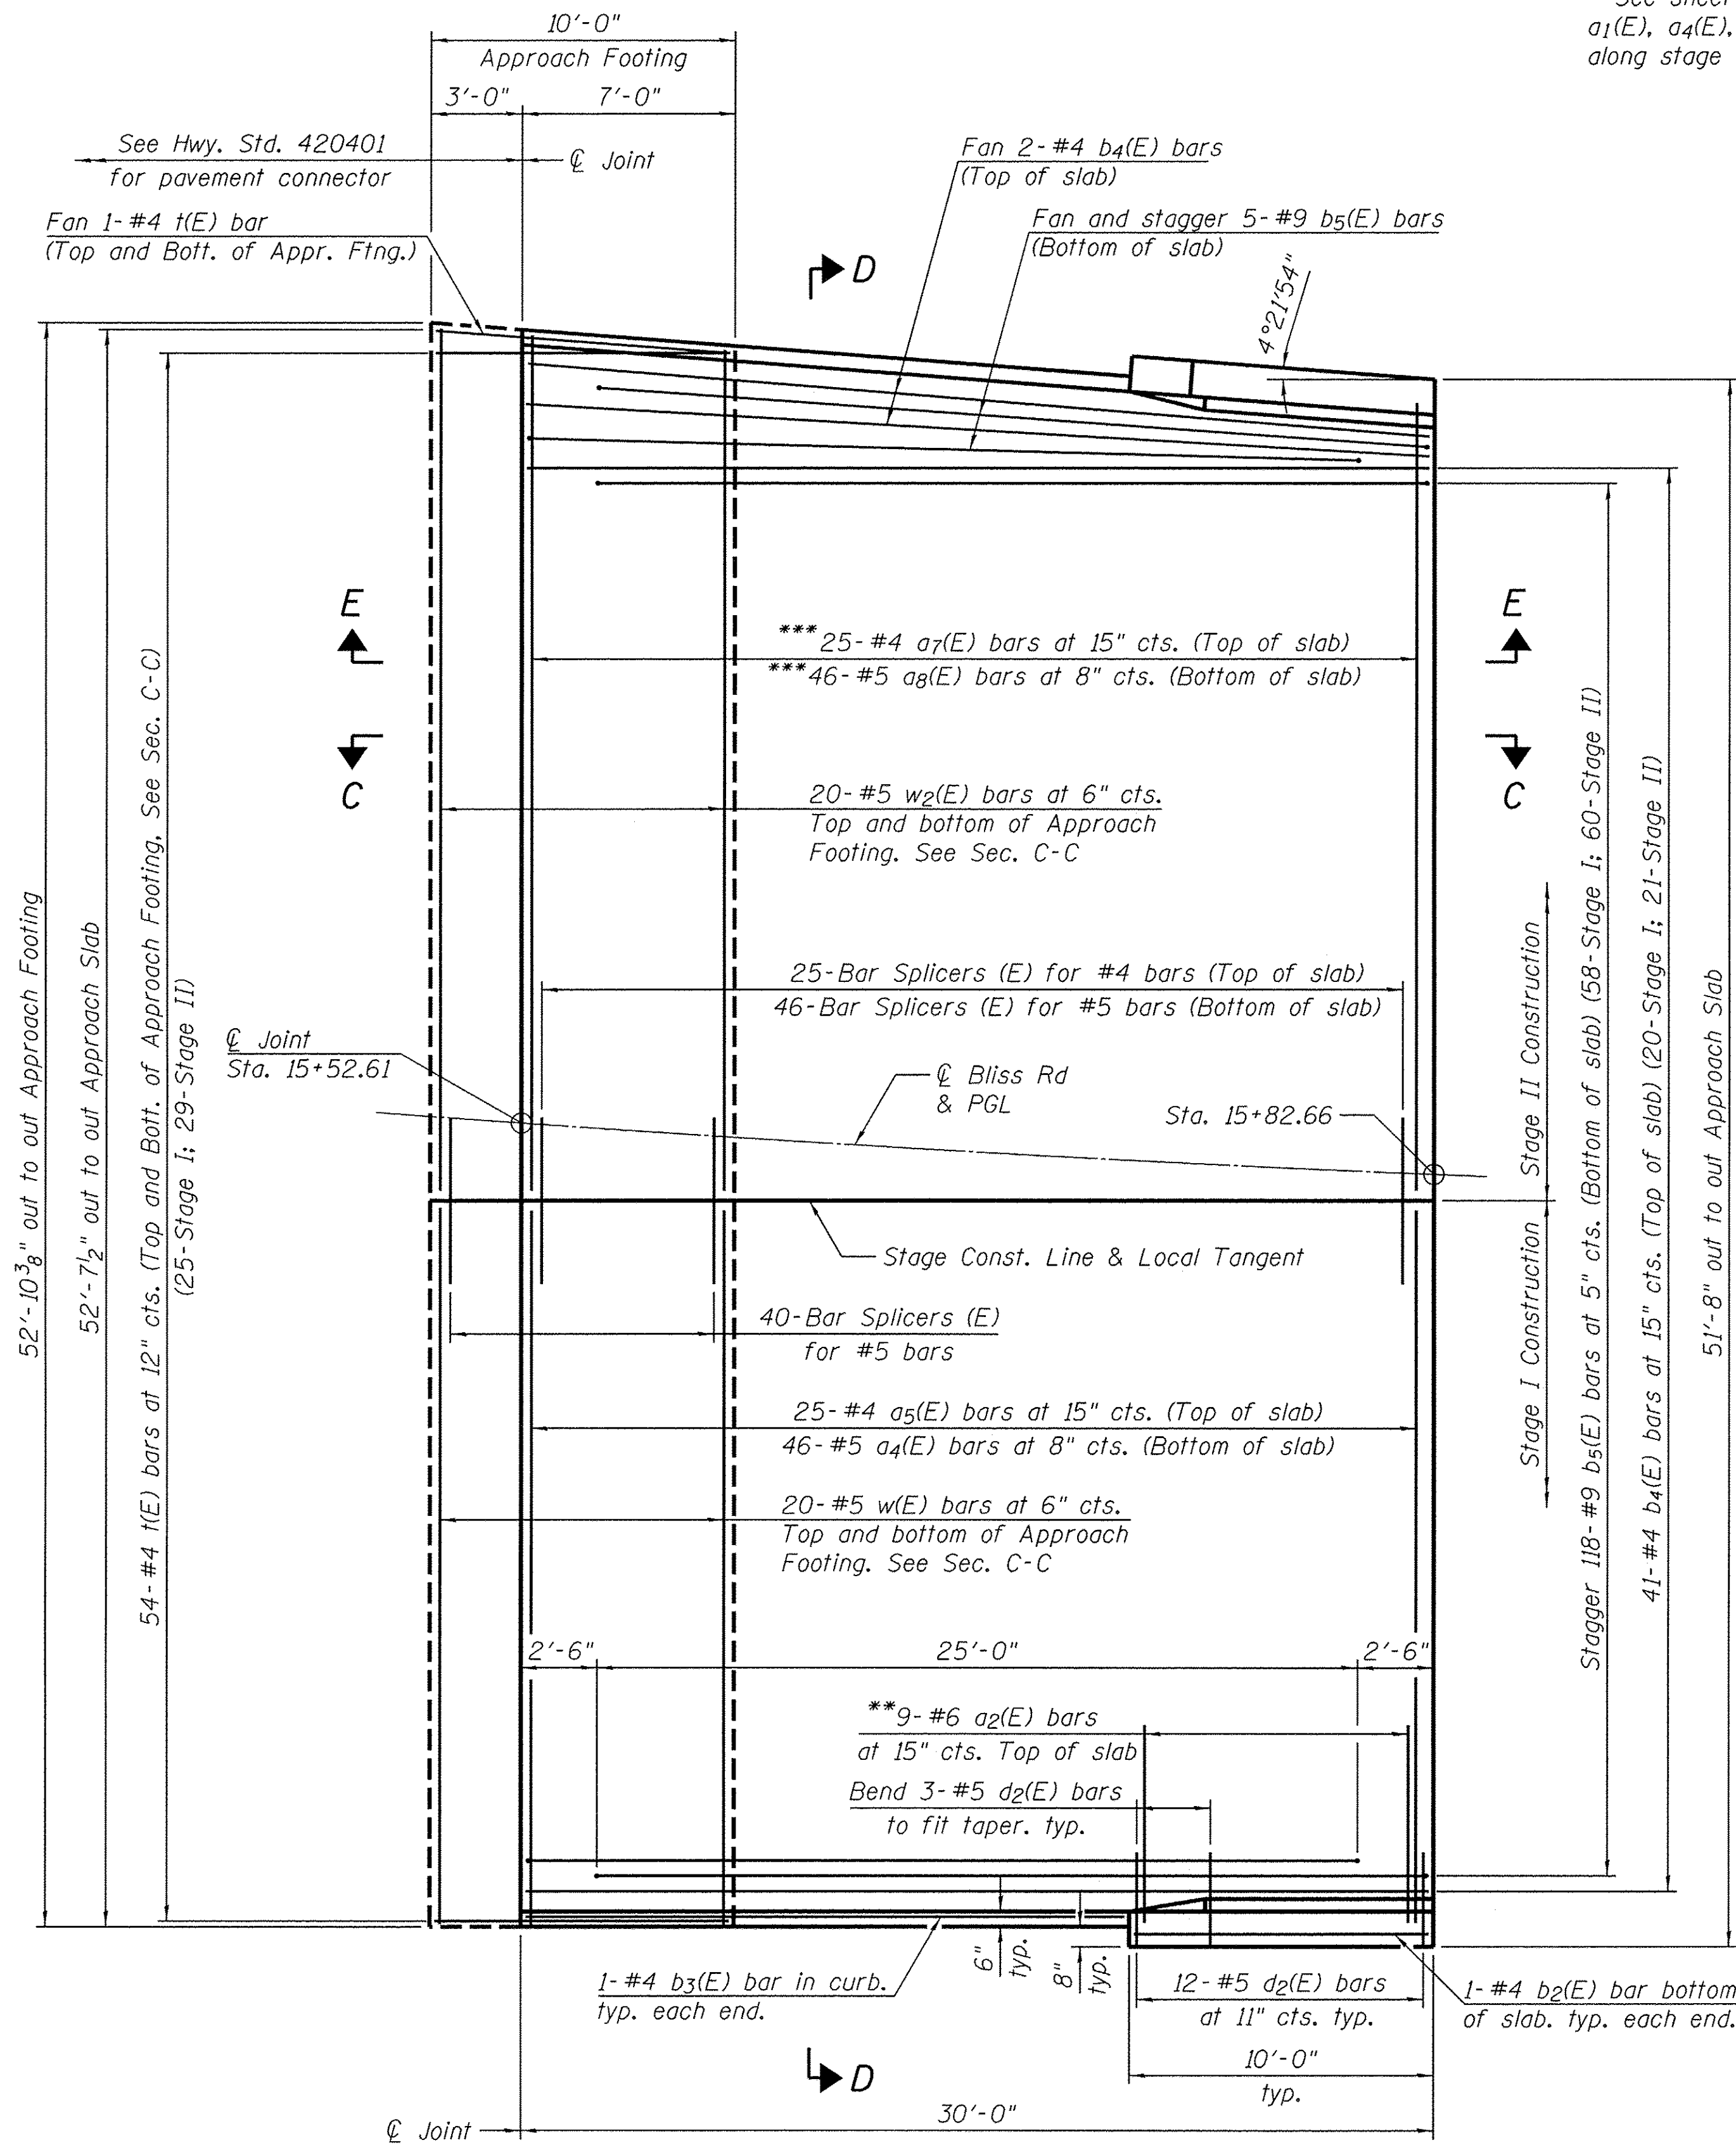 See sheet
a1(E), a4(E),
along stage
10'-0"
Approach Footing
3'-0"
7'-0"
See Hwy. Std. 420401
for pavement connector
℄ Joint
Fan 1-#4 t(E) bar
(Top and Bott. of Appr. Ftng.)
Fan 2-#4 b4(E) bars
(Top of slab)
Fan and stagger 5-#9 b5(E) bars
(Bottom of slab)
D
4°21'54"
E
E
C
C
***25-#4 a7(E) bars at 15" cts. (Top of slab)
***46-#5 a8(E) bars at 8" cts. (Bottom of slab)
20-#5 w2(E) bars at 6" cts.
Top and bottom of Approach
Footing. See Sec. C-C
52'-10 3/8" out to out Approach Footing
52'-7 1/2" out to out Approach Slab
54-#4 t(E) bars at 12" cts. (Top and Bott. of Approach Footing, See Sec. C-C)
(25-Stage I; 29-Stage II)
25-Bar Splicers (E) for #4 bars (Top of slab)
46-Bar Splicers (E) for #5 bars (Bottom of slab)
℄ Joint
Sta. 15+52.61
℄ Bliss Rd
& PGL
Sta. 15+82.66
Stage Const. Line & Local Tangent
Stage II Construction
Stage I Construction
Stagger 118-#9 b5(E) bars at 5" cts. (Bottom of slab) (58-Stage I; 60-Stage II)
41-#4 b4(E) bars at 15" cts. (Top of slab) (20-Stage I; 21-Stage II)
51'-8" out to out Approach Slab
40-Bar Splicers (E)
for #5 bars
25-#4 a5(E) bars at 15" cts. (Top of slab)
46-#5 a4(E) bars at 8" cts. (Bottom of slab)
20-#5 w(E) bars at 6" cts.
Top and bottom of Approach
Footing. See Sec. C-C
2'-6"
25'-0"
2'-6"
**9-#6 a2(E) bars
at 15" cts. Top of slab
Bend 3-#5 d2(E) bars
to fit taper. typ.
6"
typ.
8"
typ.
1-#4 b3(E) bar in curb.
typ. each end.
12-#5 d2(E) bars
at 11" cts. typ.
1-#4 b2(E) bar bottom
of slab. typ. each end.
10'-0"
typ.
D
30'-0"
℄ Joint